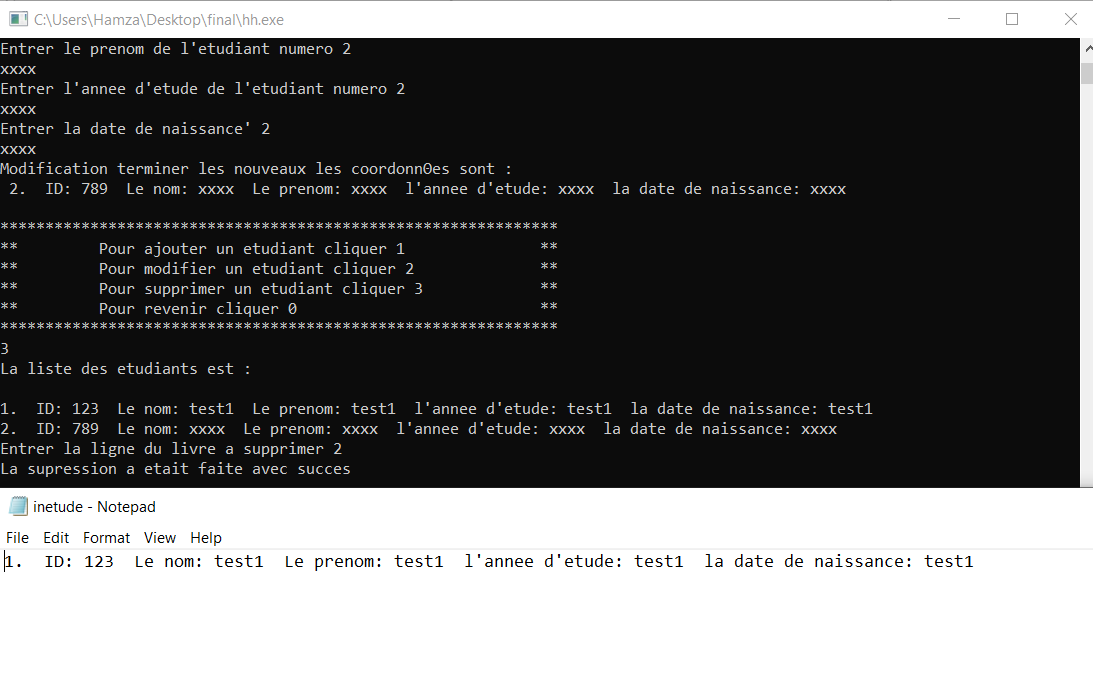 C:\Users\Hamza\Desktop\final\hh.exe
Entrer le prenom de l'etudiant numero 2
xxxx
Entrer l'annee d'etude de l'etudiant numero 2
xxxx
Entrer la date de naissance' 2
xxxx
Modification terminer les nouveaux les coordonnΘes sont :
2.  ID: 789  Le nom: xxxx  Le prenom: xxxx  l'annee d'etude: xxxx  la date de naissance: xxxx
**************************************************************
**         Pour ajouter un etudiant cliquer 1               **
**         Pour modifier un etudiant cliquer 2              **
**         Pour supprimer un etudiant cliquer 3             **
**         Pour revenir cliquer 0                           **
**************************************************************
3
La liste des etudiants est :
1.  ID: 123  Le nom: test1  Le prenom: test1  l'annee d'etude: test1  la date de naissance: test1
2.  ID: 789  Le nom: xxxx  Le prenom: xxxx  l'annee d'etude: xxxx  la date de naissance: xxxx
Entrer la ligne du livre a supprimer 2
La supression a etait faite avec succes
inetude - Notepad
File Edit Format View Help
1.  ID: 123  Le nom: test1  Le prenom: test1  l'annee d'etude: test1  la date de naissance: test1